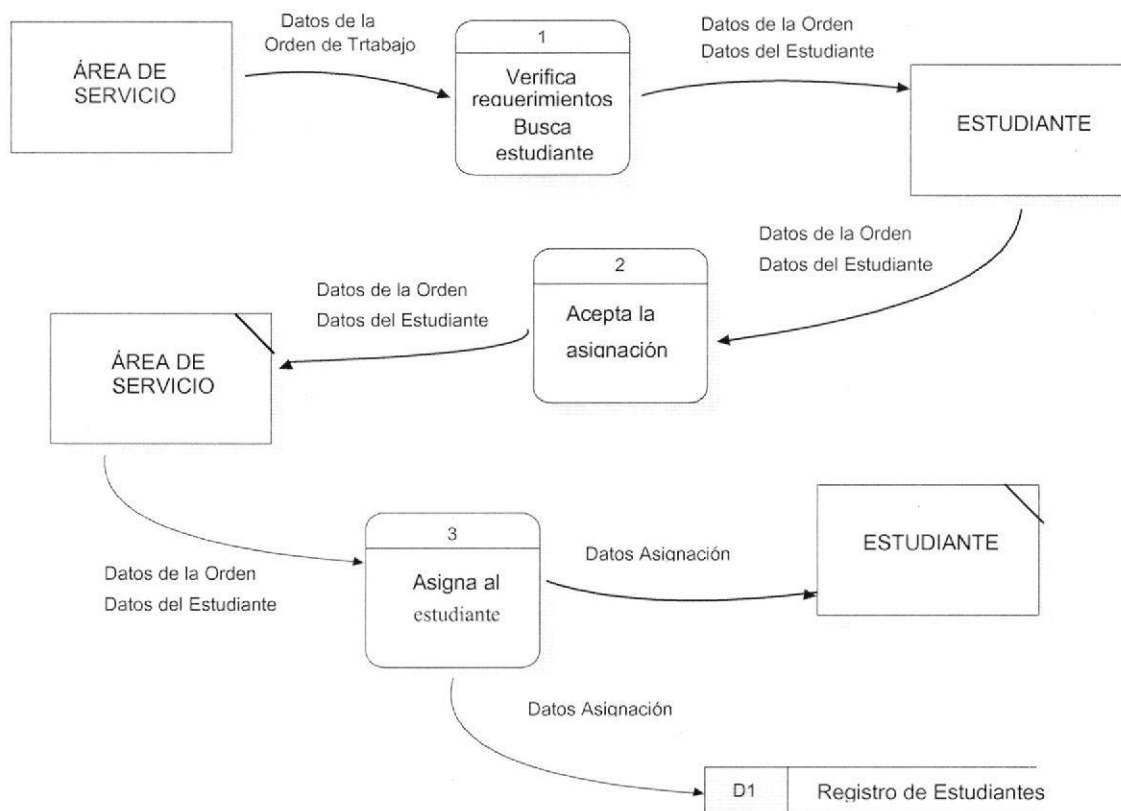 ÁREA DE
SERVICIO
Datos de la
Orden de Trtabajo
1
Verifica
requerimientos
Busca
estudiante
Datos de la Orden
Datos del Estudiante
ESTUDIANTE
Datos de la Orden
Datos del Estudiante
2
Acepta la
asignación
Datos de la Orden
Datos del Estudiante
ÁREA DE
SERVICIO
Datos de la Orden
Datos del Estudiante
3
Asigna al
estudiante
Datos Asignación
ESTUDIANTE
Datos Asignación
D1
Registro de Estudiantes